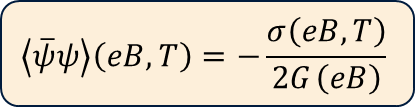 ⟨ψ̄ψ⟩(eB, T) = − σ(eB, T) / 2G (eB)